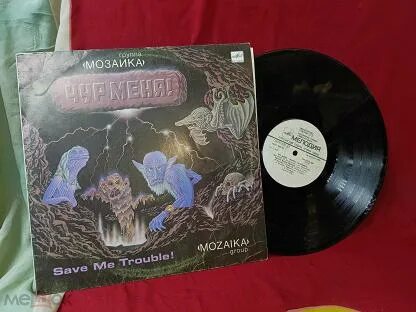 группа
‹МОЗАИКА›
ЧУР МЕНЯ!
‹MOZAIKA›
group
Save Me Trouble!
МЕЛОДИЯ